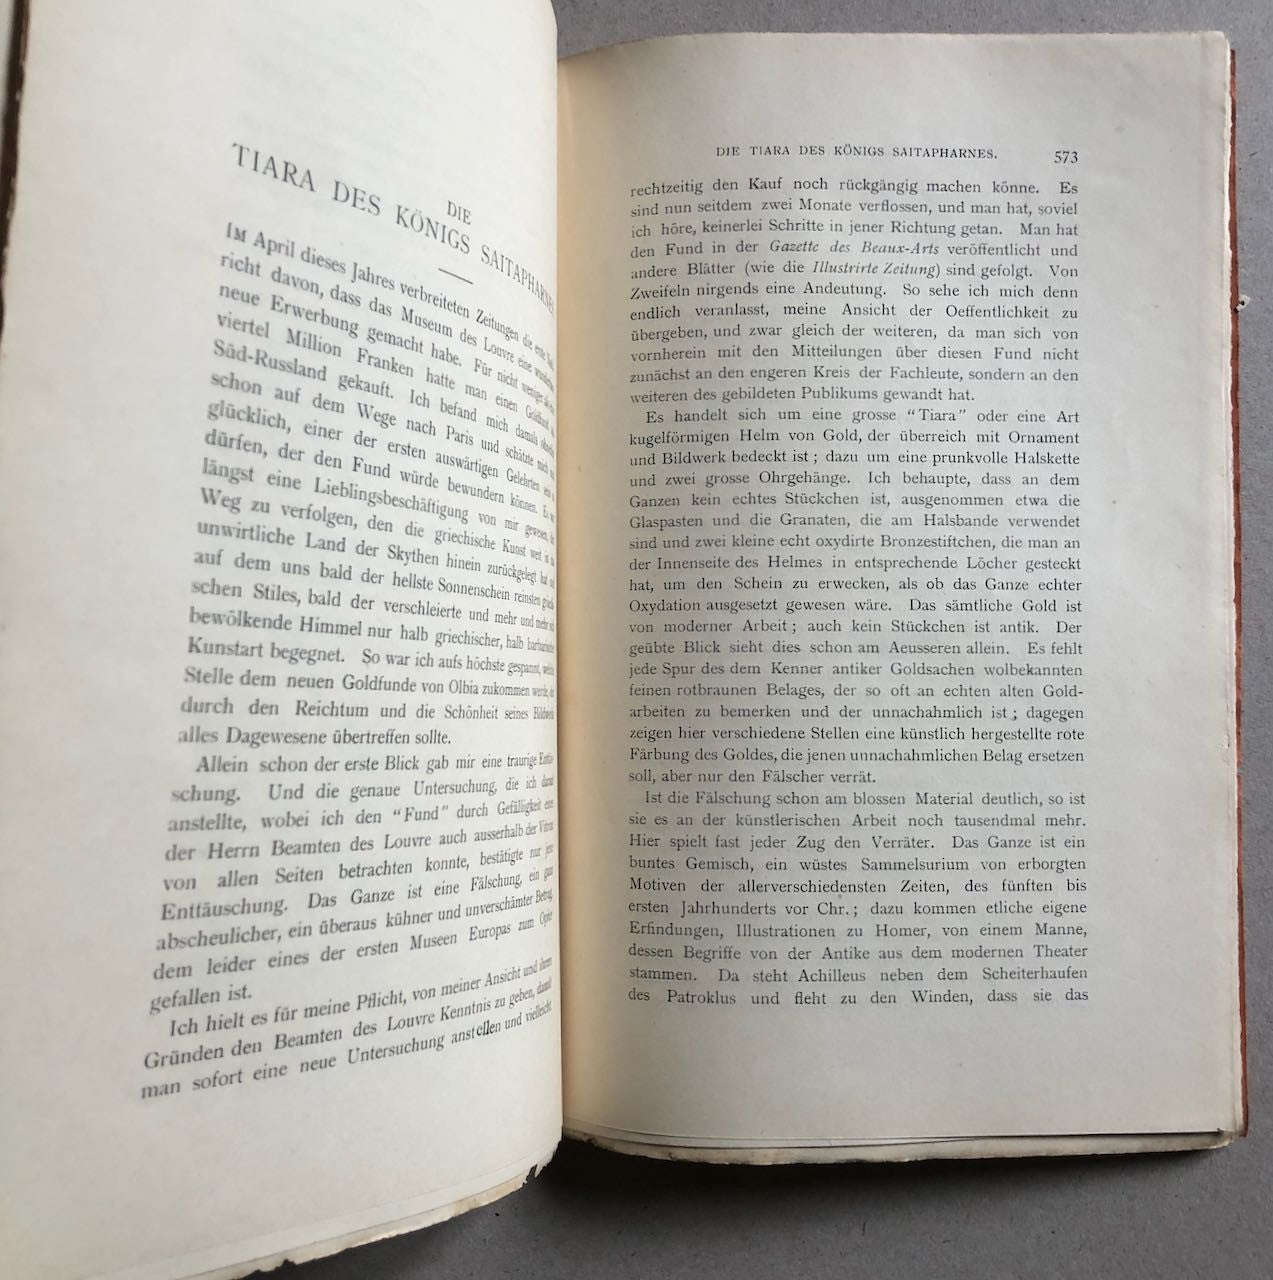 DIE
TIARA DES KÖNIGS SAITAPHARNES
IM April dieses Jahres verbreiteten Zeitungen die erste
richt davon, dass das Museum des Louvre eine
neue Erwerbung gemacht habe. Für nicht weniger als
viertel Million Franken hatte man einen Goldfund
Süd-Russland gekauft. Ich befand mich damals
schon auf dem Wege nach Paris und schätzte mich
glücklich, einer der ersten auswärtigen Gelehrten sein
dürfen, der den Fund würde bewundern können. Es
längst eine Lieblingsbeschäftigung von mir gewesen,
Weg zu verfolgen, den die griechische Kunst weit in
unwirtliche Land der Skythen hinein zurückgelegt hat
auf dem uns bald der hellste Sonnenschein reinsten
schen Stiles, bald der verschleierte und mehr und mehr
bewölkende Himmel nur halb griechischer, halb
Kunstart begegnet. So war ich aufs höchste gespannt,
Stelle dem neuen Goldfunde von Olbia zukommen werde,
durch den Reichtum und die Schönheit seines
alles Dagewesene übertreffen sollte.
Allein schon der erste Blick gab mir eine traurige
schung. Und die genaue Untersuchung, die ich
anstellte, wobei ich den "Fund" durch Gefälligkeit
der Herrn Beamten des Louvre auch ausserhalb der
von allen Seiten betrachten konnte, bestätigte nur
Enttäuschung. Das Ganze ist eine Fälschung, ein
abscheulicher, ein überaus kühner und unverschämter
dem leider eines der ersten Museen Europas zum
gefallen ist.
Ich hielt es für meine Pflicht, von meiner Ansicht und ihren
Gründen den Beamten des Louvre Kenntnis zu geben, damit
man sofort eine neue Untersuchung anstellen und vielleicht
DIE TIARA DES KÖNIGS SAITAPHARNES. 573
rechtzeitig den Kauf noch rückgängig machen könne. Es
sind nun seitdem zwei Monate verflossen, und man hat, soviel
ich höre, keinerlei Schritte in jener Richtung getan. Man hat
den Fund in der Gazette des Beaux-Arts veröffentlicht und
andere Blätter (wie die Illustrirte Zeitung) sind gefolgt. Von
Zweifeln nirgends eine Andeutung. So sehe ich mich denn
endlich veranlasst, meine Ansicht der Oeffentlichkeit zu
übergeben, und zwar gleich der weiteren, da man sich von
vornherein mit den Mitteilungen über diesen Fund nicht
zunächst an den engeren Kreis der Fachleute, sondern an den
weiteren des gebildeten Publikums gewandt hat.
Es handelt sich um eine grosse "Tiara" oder eine Art
kugelförmigen Helm von Gold, der überreich mit Ornament
und Bildwerk bedeckt ist; dazu um eine prunkvolle Halskette
und zwei grosse Ohrgehänge. Ich behaupte, dass an dem
Ganzen kein echtes Stückchen ist, ausgenommen etwa die
Glaspasten und die Granaten, die am Halsbande verwendet
sind und zwei kleine echt oxydirte Bronzestiftchen, die man an
der Innenseite des Helmes in entsprechende Löcher gesteckt
hat, um den Schein zu erwecken, als ob das Ganze echter
Oxydation ausgesetzt gewesen wäre. Das sämtliche Gold ist
von moderner Arbeit; auch kein Stückchen ist antik. Der
geübte Blick sieht dies schon am Aeusseren allein. Es fehlt
jede Spur des dem Kenner antiker Goldsachen wolbekannten
feinen rotbraunen Belages, der so oft an echten alten Gold-
arbeiten zu bemerken und der unnachahmlich ist; dagegen
zeigen hier verschiedene Stellen eine künstlich hergestellte rote
Färbung des Goldes, die jenen unnachahmlichen Belag ersetzen
soll, aber nur den Fälscher verrät.
Ist die Fälschung schon am blossen Material deutlich, so ist
sie es an der künstlerischen Arbeit noch tausendmal mehr.
Hier spielt fast jeder Zug den Verräter. Das Ganze ist ein
buntes Gemisch, ein wüstes Sammelsurium von erborgten
Motiven der allerverschiedensten Zeiten, des fünften bis
ersten Jahrhunderts vor Chr.; dazu kommen etliche eigene
Erfindungen, Illustrationen zu Homer, von einem Manne,
dessen Begriffe von der Antike aus dem modernen Theater
stammen. Da steht Achilleus neben dem Scheiterhaufen
des Patroklus und fleht zu den Winden, dass sie das